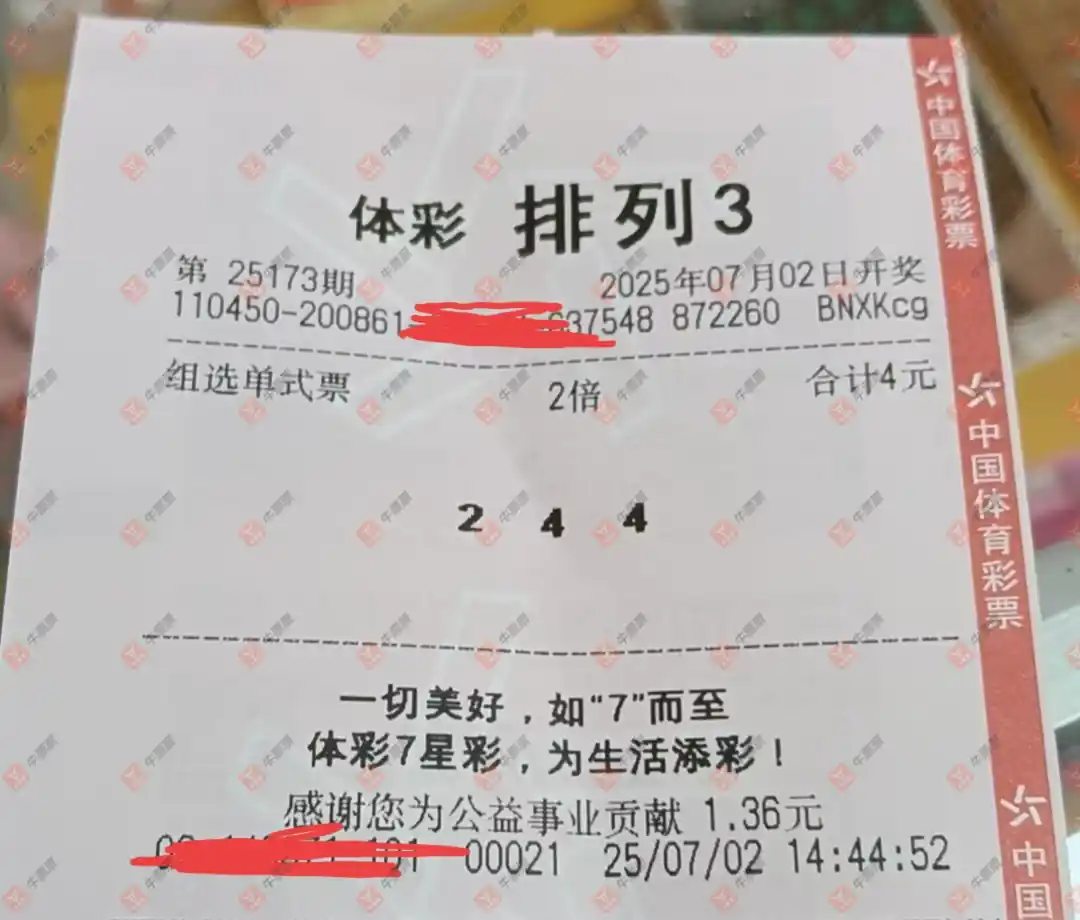 体彩 排列3
第 25173期 2025年07月02日开奖
110450-200861- 37548 872260 BNXKcg
组选单式票 2倍 合计4元
2 4 4
一切美好，如“7”而至
体彩7星彩，为生活添彩！
感谢您为公益事业贡献 1.36元
00021 25/07/02 14:44:52
中国体育彩票
中国体育彩票
中国